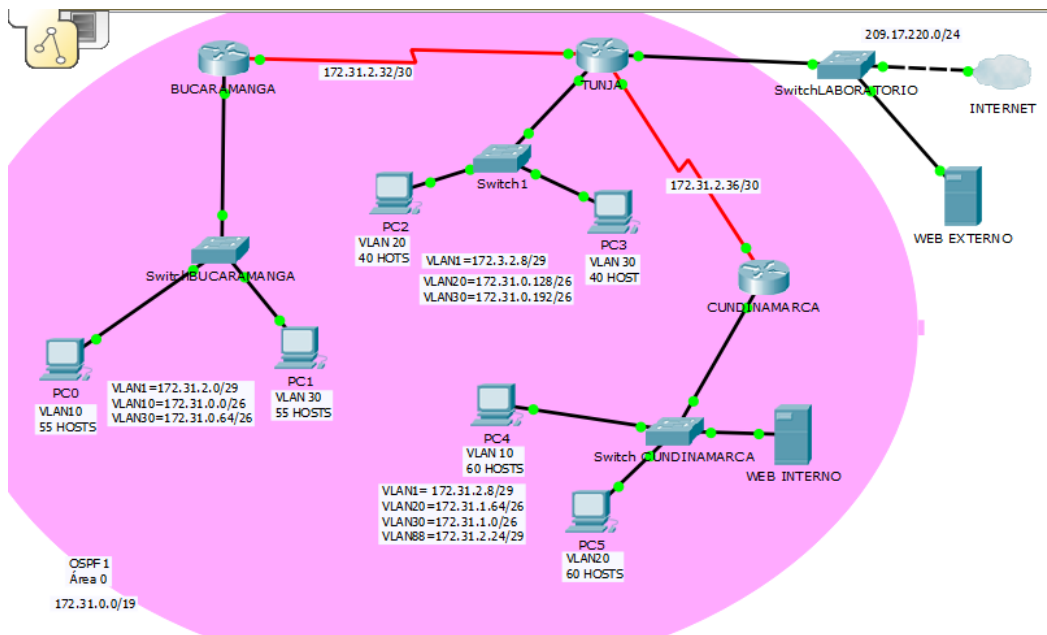 209.17.220.0/24
172.31.2.32/30
BUCARAMANGA
TUNJA
SwitchLABORATORIO
INTERNET
Switch1
172.31.2.36/30
PC2
VLAN 20
40 HOTS
PC3
VLAN 30
40 HOST
WEB EXTERNO
VLAN1=172.3.2.8/29
VLAN20=172.31.0.128/26
VLAN30=172.31.0.192/26
SwitchBUCARAMANGA
CUNDINAMARCA
PC0
VLAN10
55 HOSTS
VLAN1=172.31.2.0/29
VLAN10=172.31.0.0/26
VLAN30=172.31.0.64/26
PC1
VLAN 30
55 HOSTS
PC4
VLAN 10
60 HOSTS
Switch CUNDINAMARCA
WEB INTERNO
VLAN1= 172.31.2.8/29
VLAN20=172.31.1.64/26
VLAN30=172.31.1.0/26
VLAN88=172.31.2.24/29
PC5
VLAN20
60 HOSTS
OSPF 1
Área 0
172.31.0.0/19